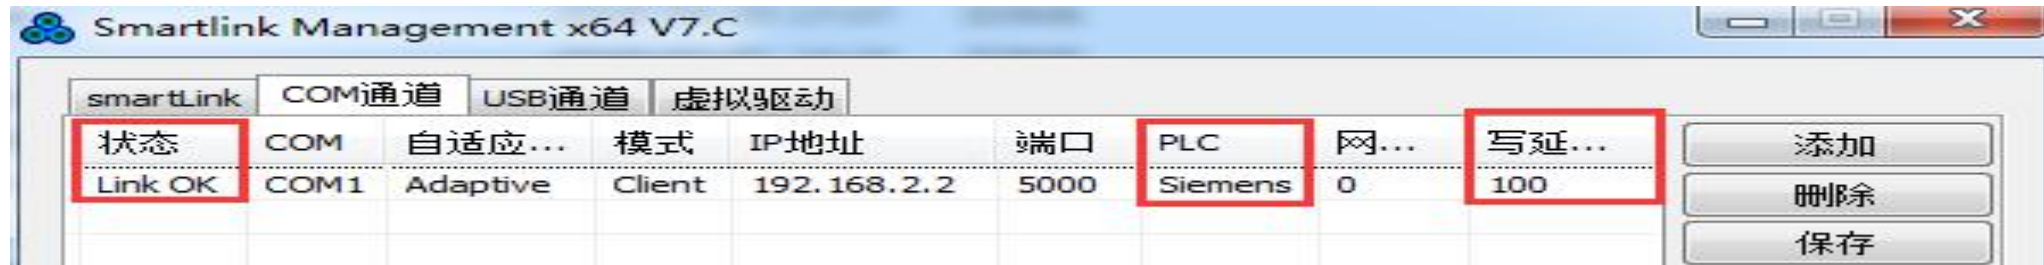 Smartlink Management x64 V7.C
smartLink COM通道 USB通道 虚拟驱动
状态 COM 自适应... 模式 IP地址 端口 PLC 网... 写延... 添加
Link OK COM1 Adaptive Client 192.168.2.2 5000 Siemens 0 100 删除
保存